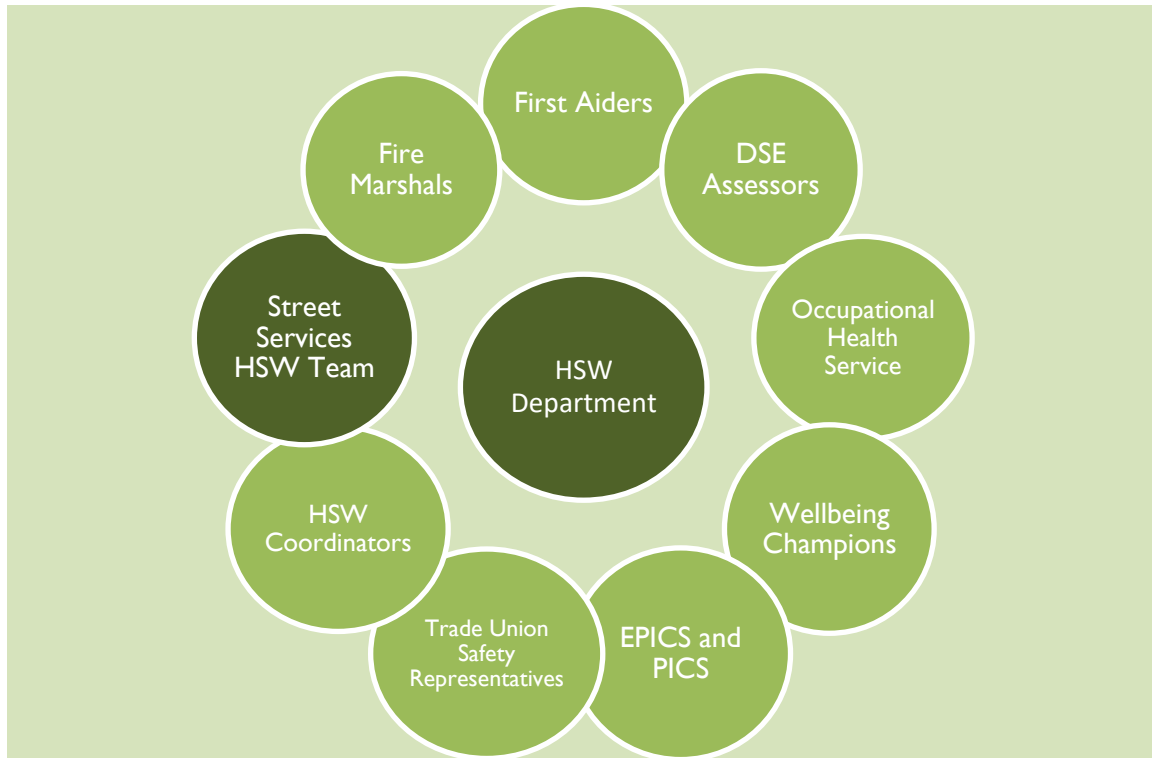 First Aiders
DSE
Assessors
Occupational
Health
Service
Wellbeing
Champions
EPICS and
PICS
Trade Union
Safety
Representatives
HSW
Coordinators
Street
Services
HSW Team
Fire
Marshals
HSW
Department